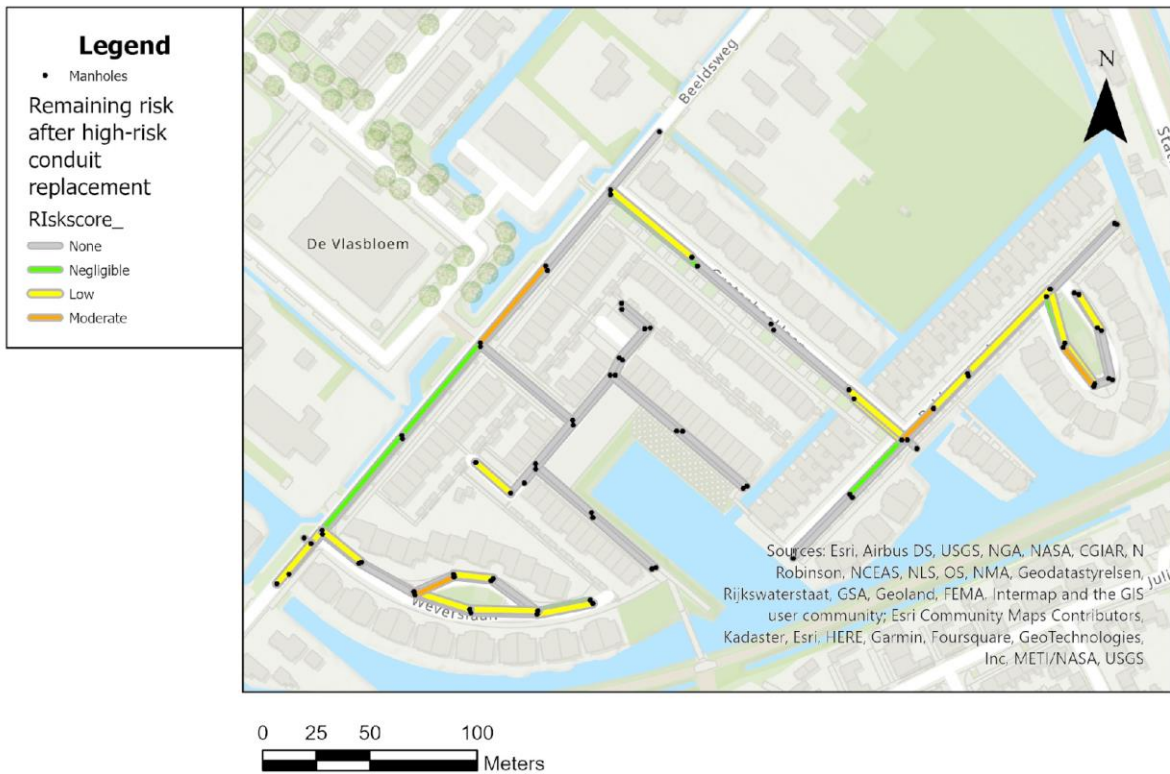 Legend
Manholes
Remaining risk
after high-risk
conduit
replacement
RIskscore_
None
Negligible
Low
Moderate
Beeldsweg
N
De Vlasbloem
Weverslaan
Sources: Esri, Airbus DS, USGS, NGA, NASA, CGIAR, N
Robinson, NCEAS, NLS, OS, NMA, Geodatastyrelsen,
Rijkswaterstaat, GSA, Geoland, FEMA, Intermap and the GIS
user community; Esri Community Maps Contributors,
Kadaster, Esri, HERE, Garmin, Foursquare, GeoTechnologies,
Inc, METI/NASA, USGS
0 25 50 100
Meters